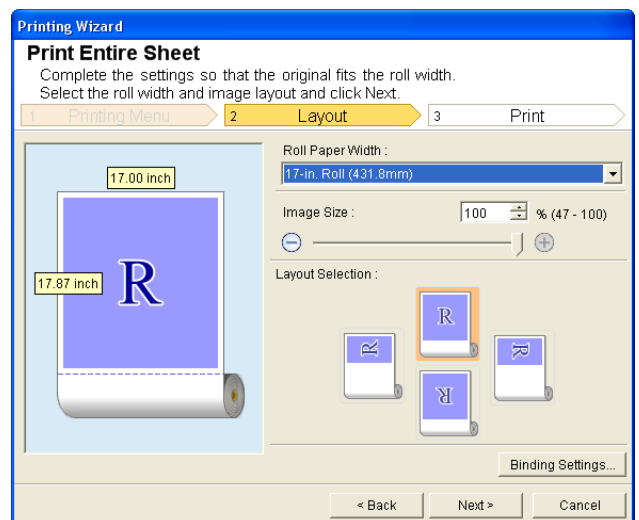 Printing Wizard
Print Entire Sheet
Complete the settings so that the original fits the roll width.
Select the roll width and image layout and click Next.
1 Printing Menu 2 Layout 3 Print
17.00 inch
17.87 inch
R
Roll Paper Width :
17-in. Roll (431.8mm)
Image Size : 100 % (47 - 100)
Layout Selection :
R
R
R
R
Binding Settings...
< Back Next > Cancel